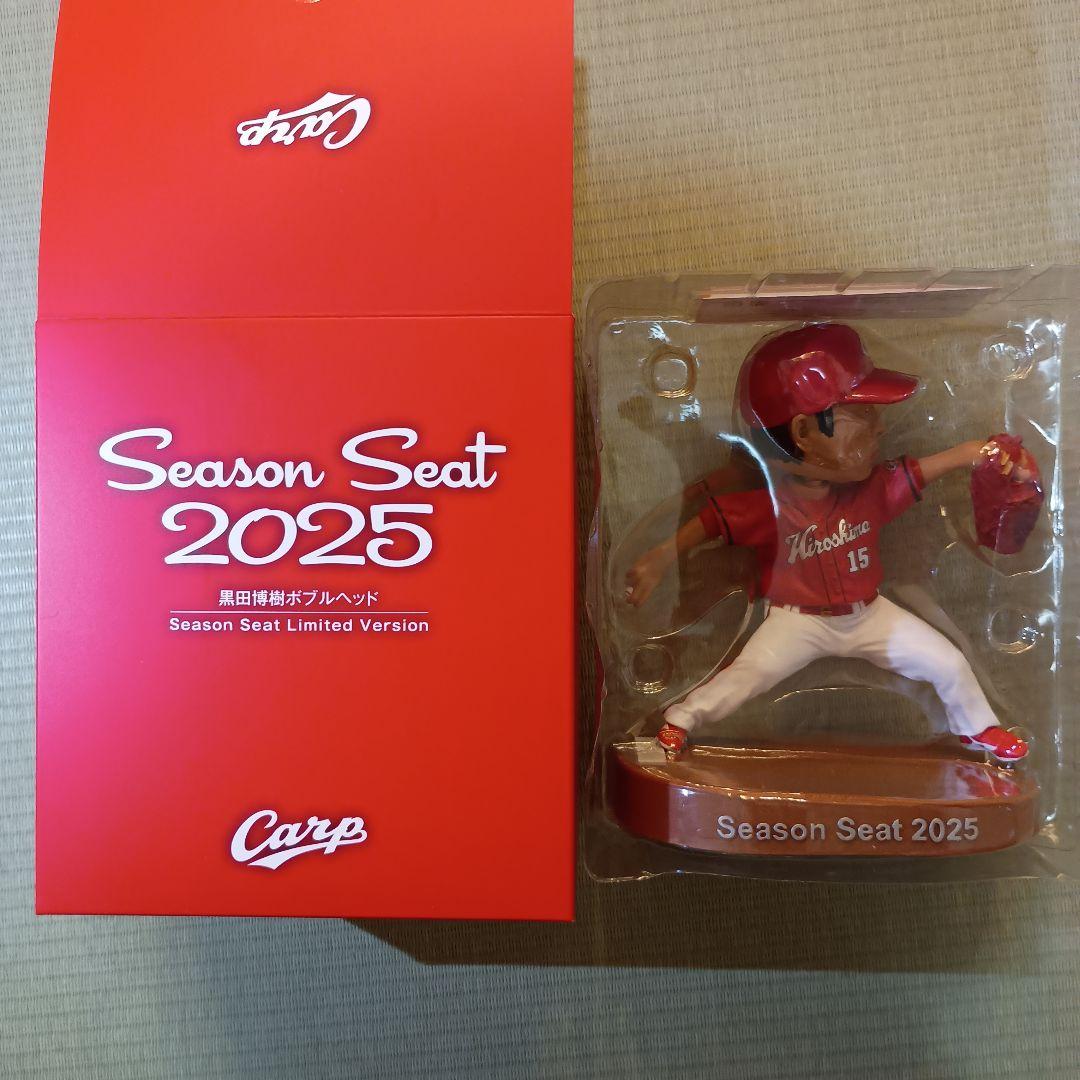 Carp
Season Seat
2025
黒田博樹ボブルヘッド
Season Seat Limited Version
Carp
Hiroshima
15
Season Seat 2025